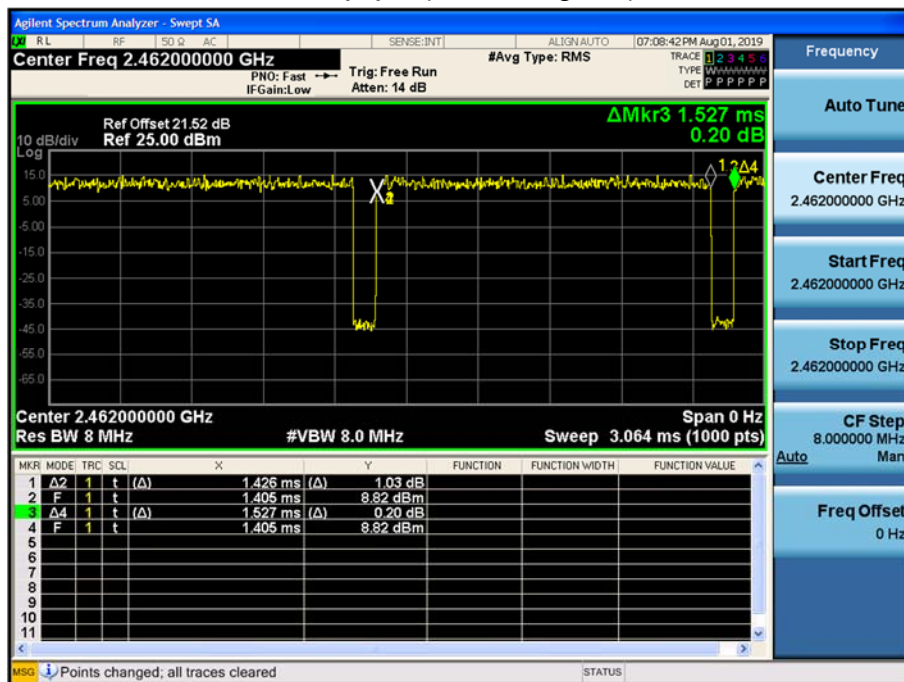 Agilent Spectrum Analyzer - Swept SA
LXI RL RF 50 Ω AC SENSE:INT ALIGN AUTO 07:08:42 PM Aug 01, 2019
Center Freq 2.462000000 GHz #Avg Type: RMS TRACE 1 2 3 4 5 6
PNO: Fast Trig: Free Run TYPE WWWWWW
IFGain:Low Atten: 14 dB DET P P P P P P
ΔMkr3 1.527 ms
0.20 dB
Ref Offset 21.52 dB
10 dB/div Ref 25.00 dBm
Log
15.0
5.00
-5.00
-15.0
-25.0
-35.0
-45.0
-55.0
-65.0
Center 2.462000000 GHz Span 0 Hz
Res BW 8 MHz #VBW 8.0 MHz Sweep 3.064 ms (1000 pts)
MKR MODE TRC SCL X Y FUNCTION FUNCTION WIDTH FUNCTION VALUE
1 Δ2 1 t (Δ) 1.426 ms (Δ) 1.03 dB
2 F 1 t 1.405 ms 8.82 dBm
3 Δ4 1 t (Δ) 1.527 ms (Δ) 0.20 dB
4 F 1 t 1.405 ms 8.82 dBm
5
6
7
8
9
10
11
MSG Points changed; all traces cleared STATUS
Frequency
Auto Tune
Center Freq
2.462000000 GHz
Start Freq
2.462000000 GHz
Stop Freq
2.462000000 GHz
CF Step
8.000000 MHz
Auto Man
Freq Offset
0 Hz